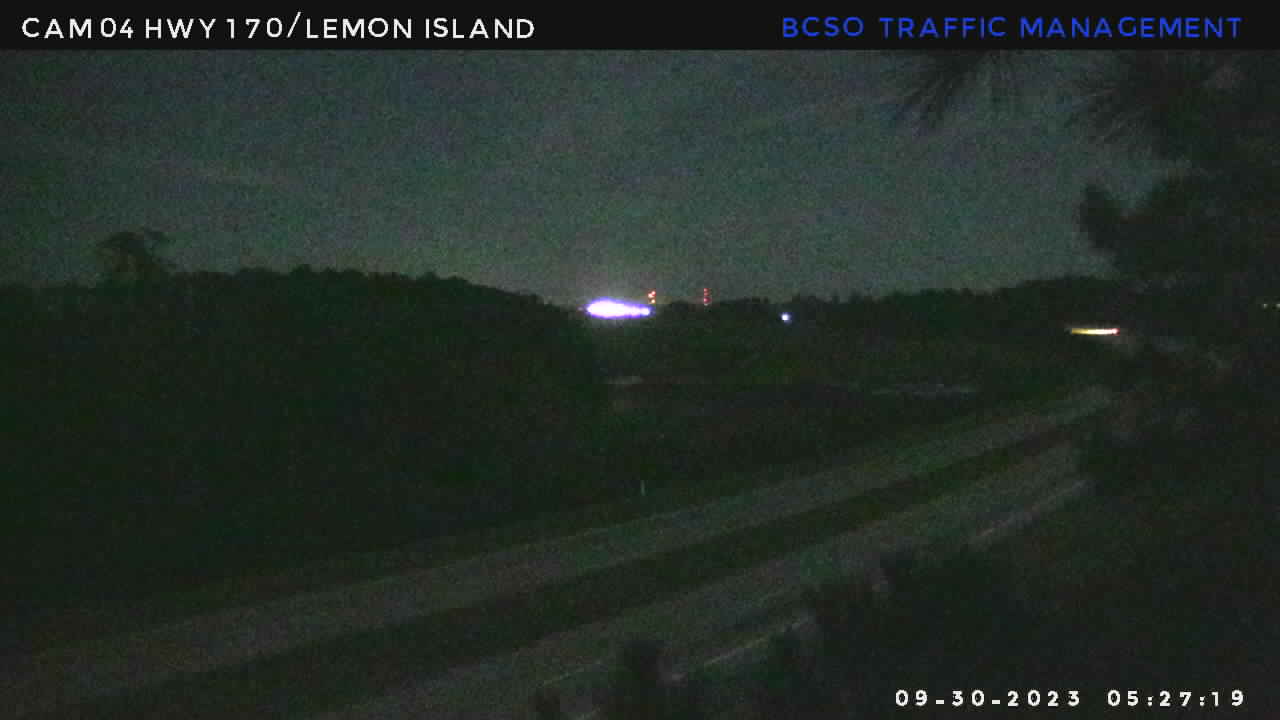 CAM04 HWY 170/LEMON ISLAND
BCSO TRAFFIC MANAGEMENT
09-30-2023 05:27:19